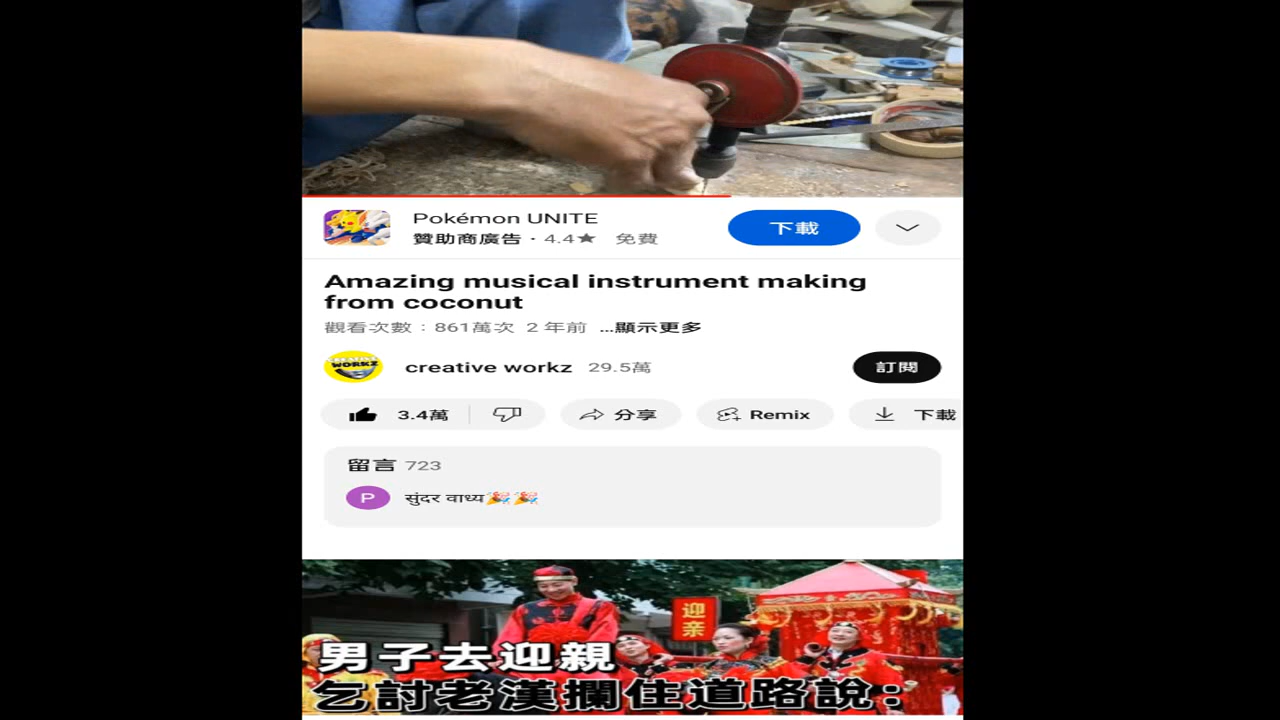 Pokémon UNITE
贊助商廣告・4.4★ 免費
下載
Amazing musical instrument making
from coconut
觀看次數：861萬次 2 年前 ...顯示更多
WORKZ
creative workz 29.5萬
訂閱
3.4萬
分享
Remix
下載
留言 723
P
सुंदर वाध्य🎉🎉
迎
亲
男子去迎親
乞討老漢攔住道路說：